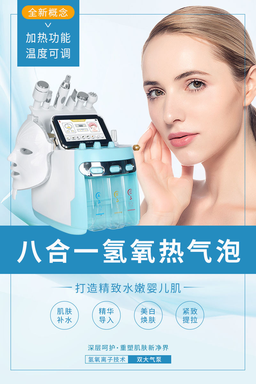 全新概念
加热功能
温度可调
八合一氢氧热气泡
打造精致水嫩婴儿肌
肌肤
补水
精华
导入
美白
焕肤
紧致
提拉
深层呵护·重塑肌肤新净界
氢氧离子技术
双大气泵